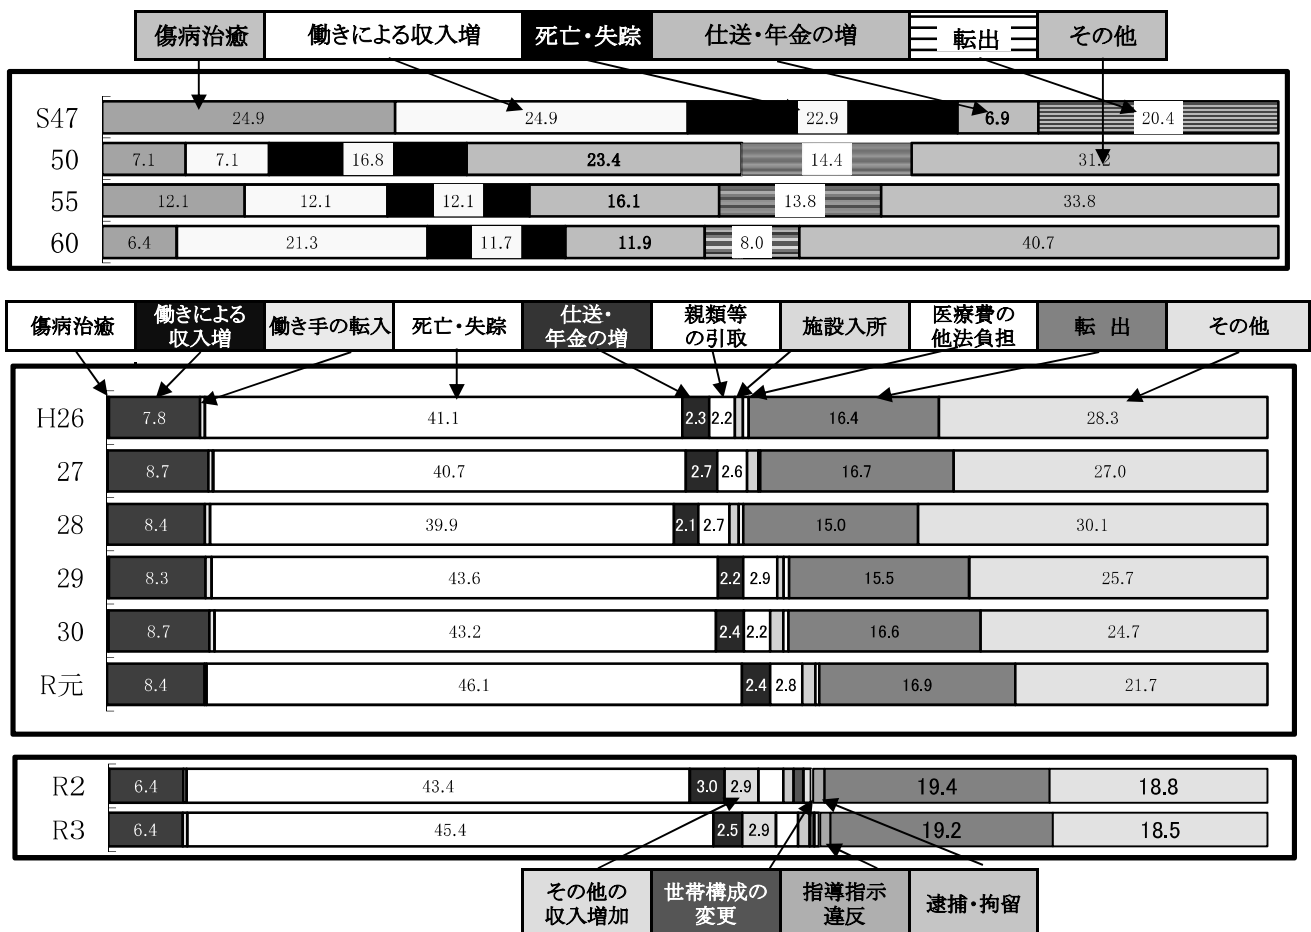 傷病治癒 働きによる収入増 死亡・失踪 仕送・年金の増 転出 その他
S47 24.9 24.9 22.9 6.9 20.4
50 7.1 7.1 16.8 23.4 14.4 31.2
55 12.1 12.1 12.1 16.1 13.8 33.8
60 6.4 21.3 11.7 11.9 8.0 40.7
傷病治癒
働きによる
収入増
働き手の転入
死亡・失踪
仕送・
年金の増
親類等
の引取
施設入所
医療費の
他法負担
転 出
その他
H26 7.8 41.1 2.3 2.2 16.4 28.3
27 8.7 40.7 2.7 2.6 16.7 27.0
28 8.4 39.9 2.1 2.7 15.0 30.1
29 8.3 43.6 2.2 2.9 15.5 25.7
30 8.7 43.2 2.4 2.2 16.6 24.7
R元 8.4 46.1 2.4 2.8 16.9 21.7
R2 6.4 43.4 3.0 2.9 19.4 18.8
R3 6.4 45.4 2.5 2.9 19.2 18.5
その他の
収入増加
世帯構成の
変更
指導指示
違反
逮捕・拘留